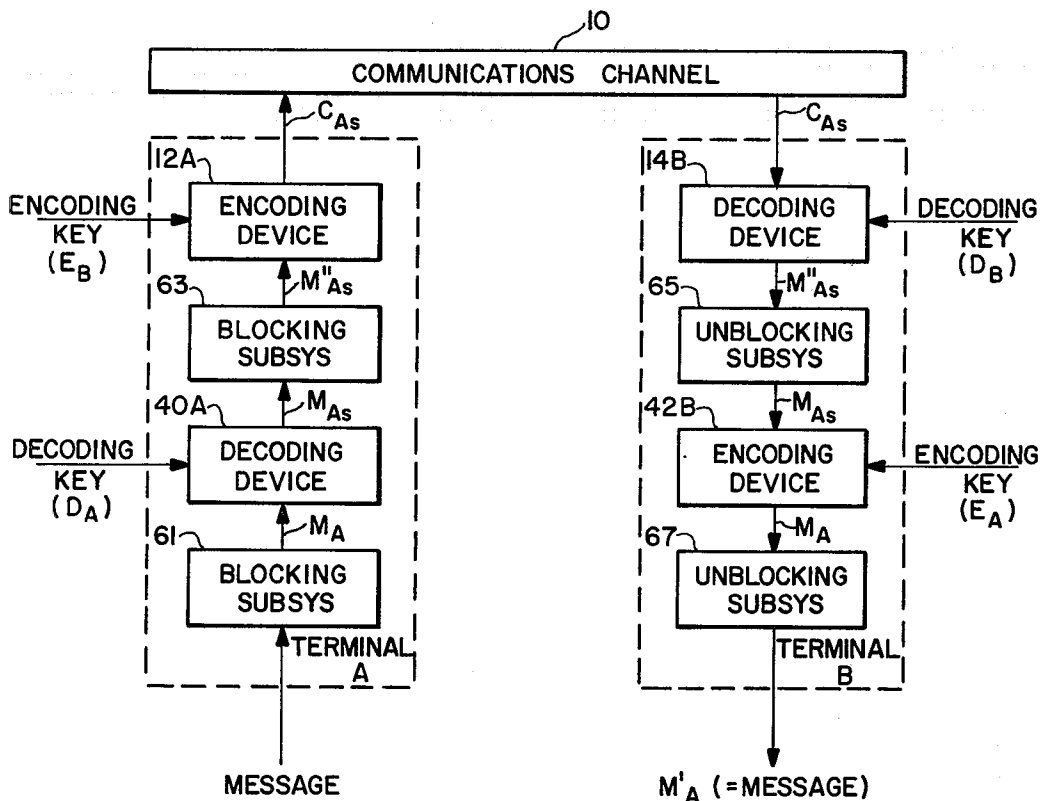 10
COMMUNICATIONS CHANNEL
C_As
C_As
12A
ENCODING
DEVICE
ENCODING
KEY
(E_B)
M"_As
63
BLOCKING
SUBSYS
M_As
40A
DECODING
DEVICE
DECODING
KEY
(D_A)
M_A
61
BLOCKING
SUBSYS
TERMINAL
A
MESSAGE
14B
DECODING
DEVICE
DECODING
KEY
(D_B)
M"_As
65
UNBLOCKING
SUBSYS
M_As
42B
ENCODING
DEVICE
ENCODING
KEY
(E_A)
M_A
67
UNBLOCKING
SUBSYS
TERMINAL
B
M'_A (=MESSAGE)